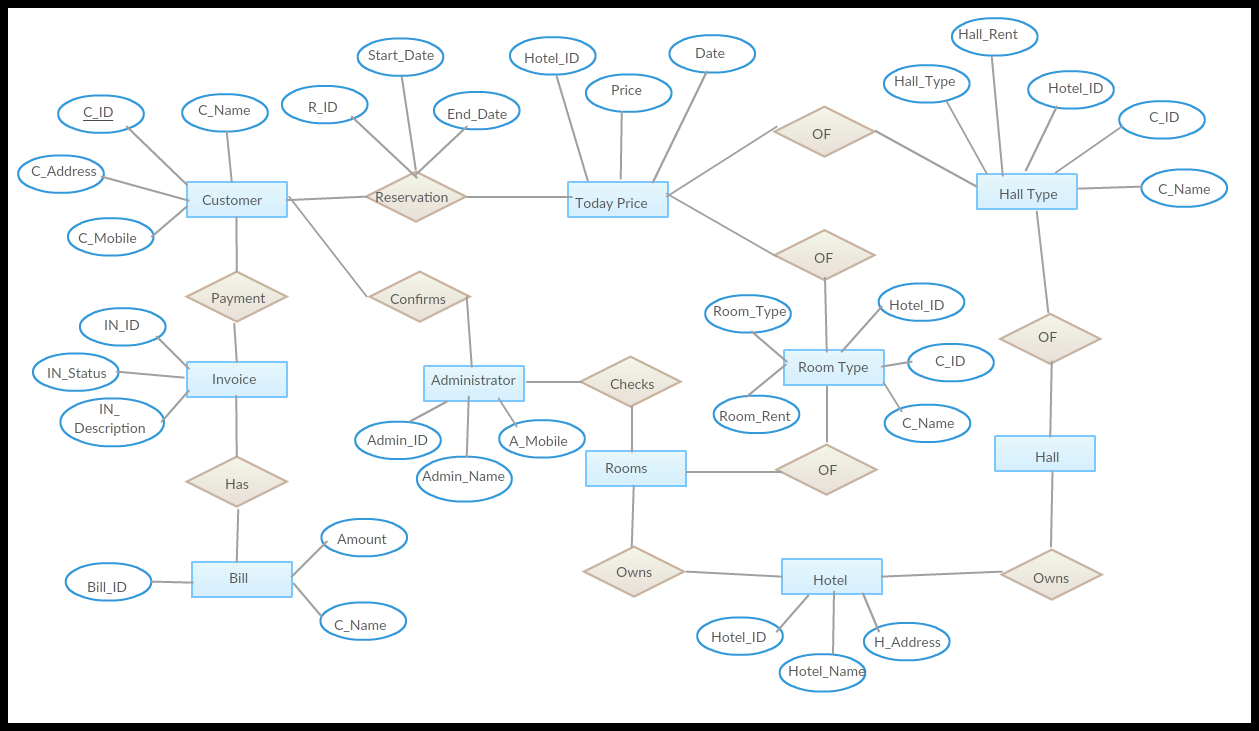 Hall_Rent
Start_Date
Hotel_ID
Date
Hall_Type
Hotel_ID
Price
C_ID
C_Name
R_ID
End_Date
C_ID
OF
C_Address
C_Name
Customer
Reservation
Today Price
Hall Type
C_Mobile
OF
Payment
Confirms
Hotel_ID
Room_Type
IN_ID
OF
C_ID
Room Type
IN_Status
Invoice
Administrator
Checks
IN_
Description
Room_Rent
C_Name
Admin_ID
A_Mobile
Hall
Rooms
OF
Admin_Name
Has
Amount
Bill_ID
Bill
Owns
Hotel
Owns
C_Name
Hotel_ID
H_Address
Hotel_Name